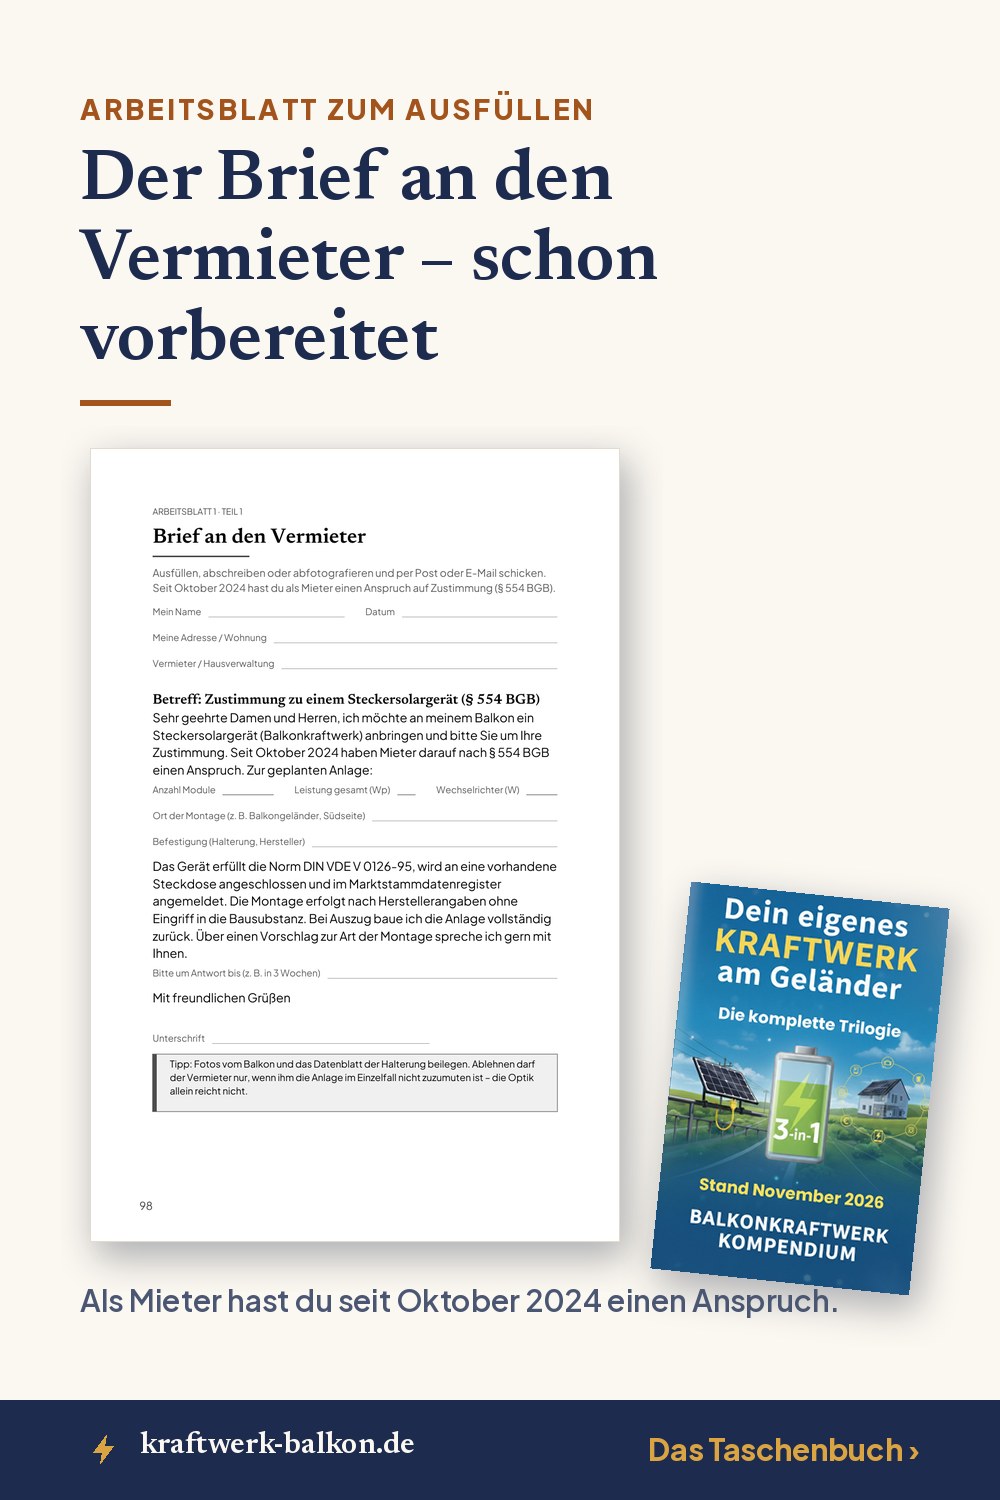 ARBEITSBLATT ZUM AUSFÜLLEN
Der Brief an den
Vermieter – schon
vorbereitet
ARBEITSBLATT 1 · TEIL 1
Brief an den Vermieter
Ausfüllen, abschreiben oder abfotografieren und per Post oder E-Mail schicken.
Seit Oktober 2024 hast du als Mieter einen Anspruch auf Zustimmung (§ 554 BGB).
Mein Name Datum
Meine Adresse / Wohnung
Vermieter / Hausverwaltung
Betreff: Zustimmung zu einem Steckersolargerät (§ 554 BGB)
Sehr geehrte Damen und Herren, ich möchte an meinem Balkon ein
Steckersolargerät (Balkonkraftwerk) anbringen und bitte Sie um Ihre
Zustimmung. Seit Oktober 2024 haben Mieter darauf nach § 554 BGB
einen Anspruch. Zur geplanten Anlage:
Anzahl Module Leistung gesamt (Wp) Wechselrichter (W)
Ort der Montage (z. B. Balkongeländer, Südseite)
Befestigung (Halterung, Hersteller)
Das Gerät erfüllt die Norm DIN VDE V 0126-95, wird an eine vorhandene
Steckdose angeschlossen und im Marktstammdatenregister
angemeldet. Die Montage erfolgt nach Herstellerangaben ohne
Eingriff in die Bausubstanz. Bei Auszug baue ich die Anlage vollständig
zurück. Über einen Vorschlag zur Art der Montage spreche ich gern mit
Ihnen.
Bitte um Antwort bis (z. B. in 3 Wochen)
Mit freundlichen Grüßen
Unterschrift
Tipp: Fotos vom Balkon und das Datenblatt der Halterung beilegen. Ablehnen darf
der Vermieter nur, wenn ihm die Anlage im Einzelfall nicht zuzumuten ist – die Optik
allein reicht nicht.
98
Dein eigenes
KRAFTWERK
am Geländer
Die komplette Trilogie
3-in-1
Stand November 2026
BALKONKRAFTWERK
KOMPENDIUM
Als Mieter hast du seit Oktober 2024 einen Anspruch.
kraftwerk-balkon.de
Das Taschenbuch ›